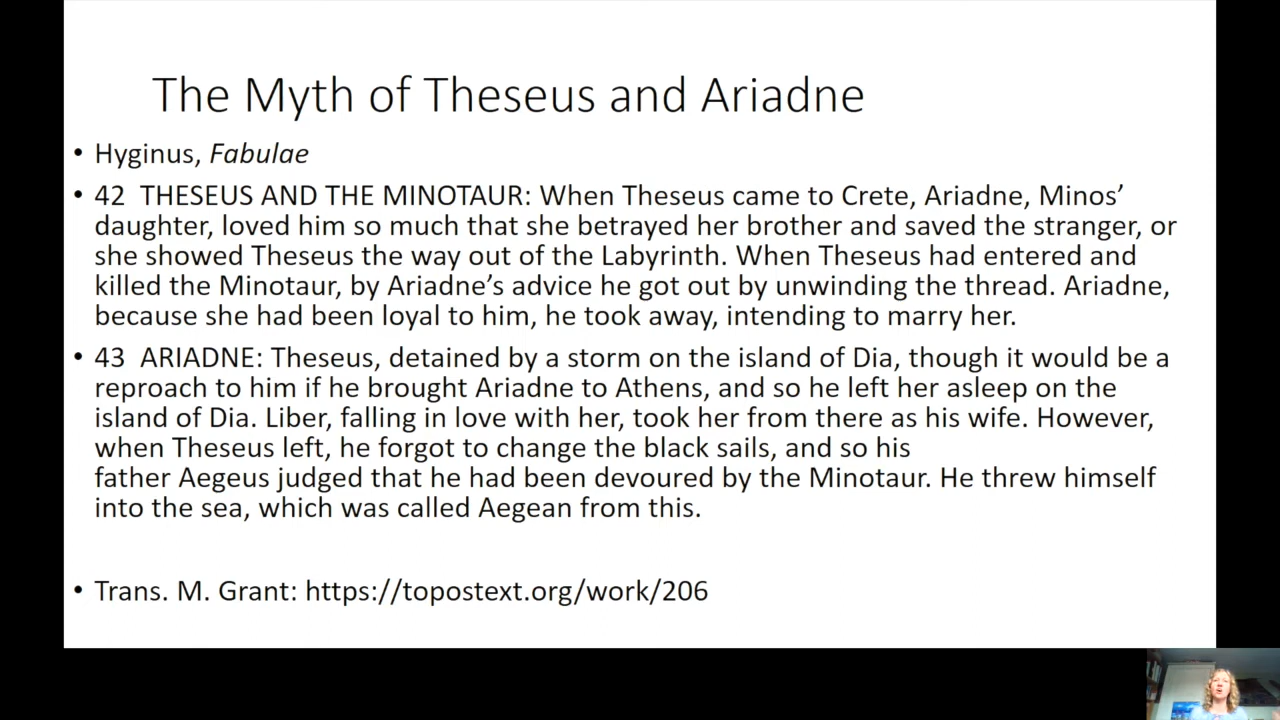 The Myth of Theseus and Ariadne
• Hyginus, Fabulae
• 42  THESEUS AND THE MINOTAUR: When Theseus came to Crete, Ariadne, Minos’
daughter, loved him so much that she betrayed her brother and saved the stranger, or
she showed Theseus the way out of the Labyrinth. When Theseus had entered and
killed the Minotaur, by Ariadne’s advice he got out by unwinding the thread. Ariadne,
because she had been loyal to him, he took away, intending to marry her.
• 43  ARIADNE: Theseus, detained by a storm on the island of Dia, though it would be a
reproach to him if he brought Ariadne to Athens, and so he left her asleep on the
island of Dia. Liber, falling in love with her, took her from there as his wife. However,
when Theseus left, he forgot to change the black sails, and so his
father Aegeus judged that he had been devoured by the Minotaur. He threw himself
into the sea, which was called Aegean from this.
• Trans. M. Grant: https://topostext.org/work/206